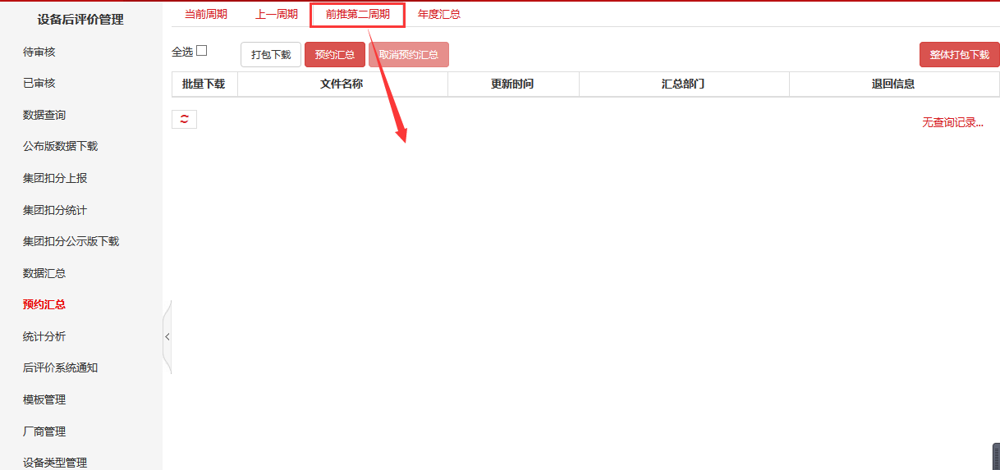 设备后评价管理
待审核
已审核
数据查询
公布版数据下载
集团扣分上报
集团扣分统计
集团扣分公示版下载
数据汇总
预约汇总
统计分析
后评价系统通知
模板管理
厂商管理
设备类型管理
当前周期 上一周期 前推第二周期 年度汇总
全选 打包下载 预约汇总 取消预约汇总 整体打包下载
批量下载 文件名称 更新时间 汇总部门 退回信息
无查询记录...